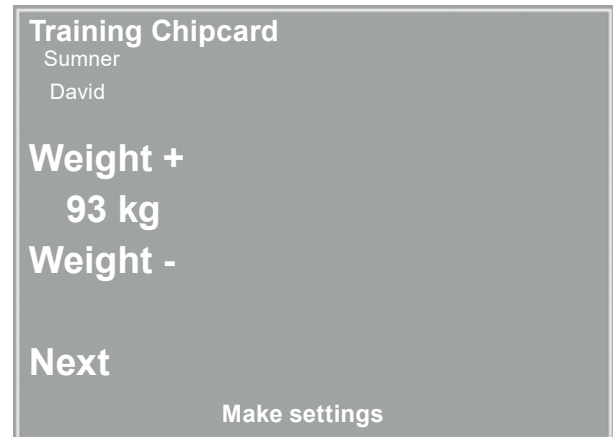 Training Chipcard
Sumner
David
Weight +
93 kg
Weight -
Next
Make settings